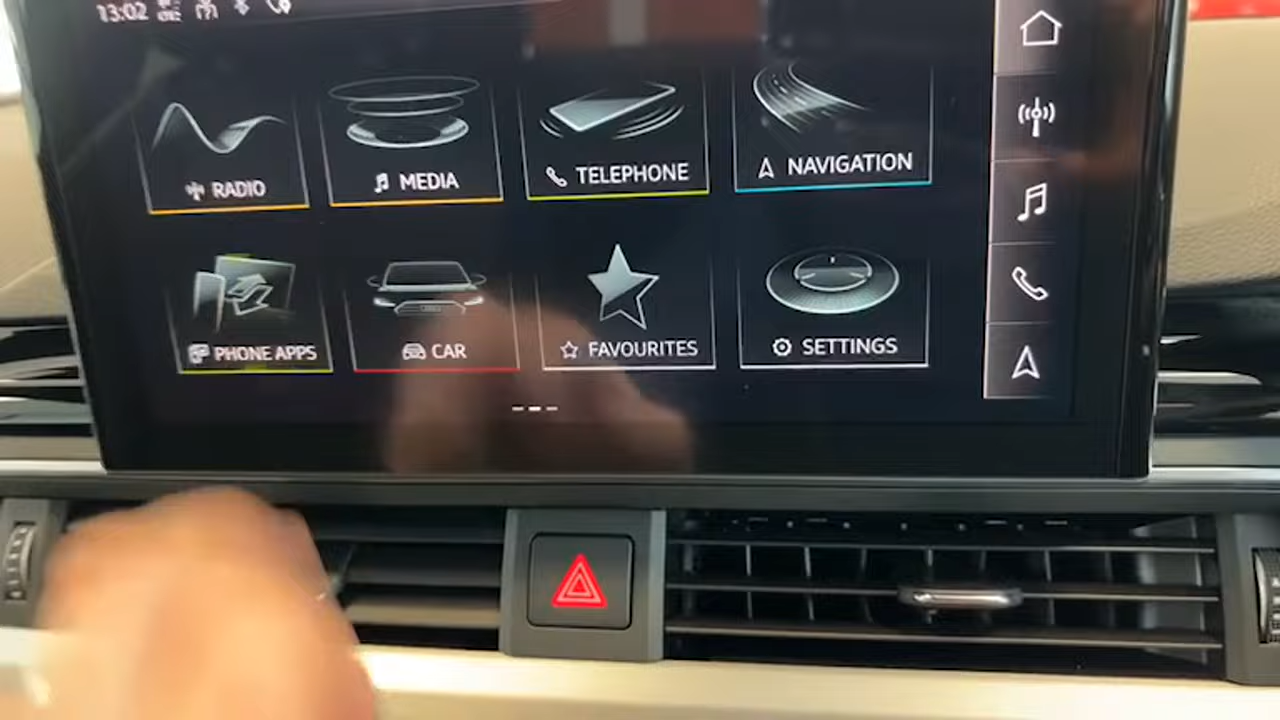 13:02
RADIO
MEDIA
TELEPHONE
NAVIGATION
PHONE APPS
CAR
FAVOURITES
SETTINGS